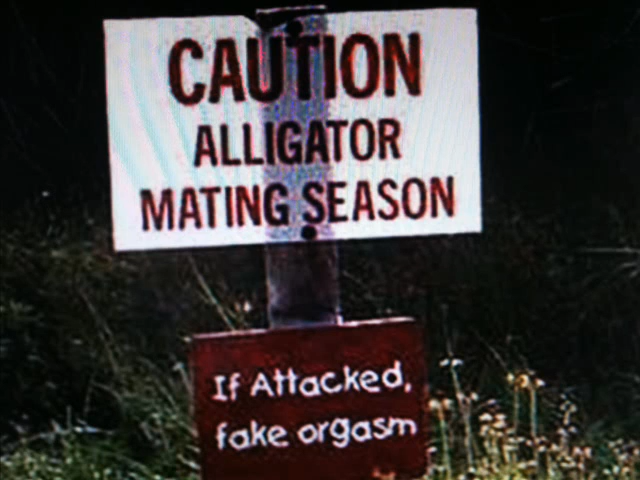 CAUTION
ALLIGATOR
MATING SEASON
If Attacked,
fake orgasm